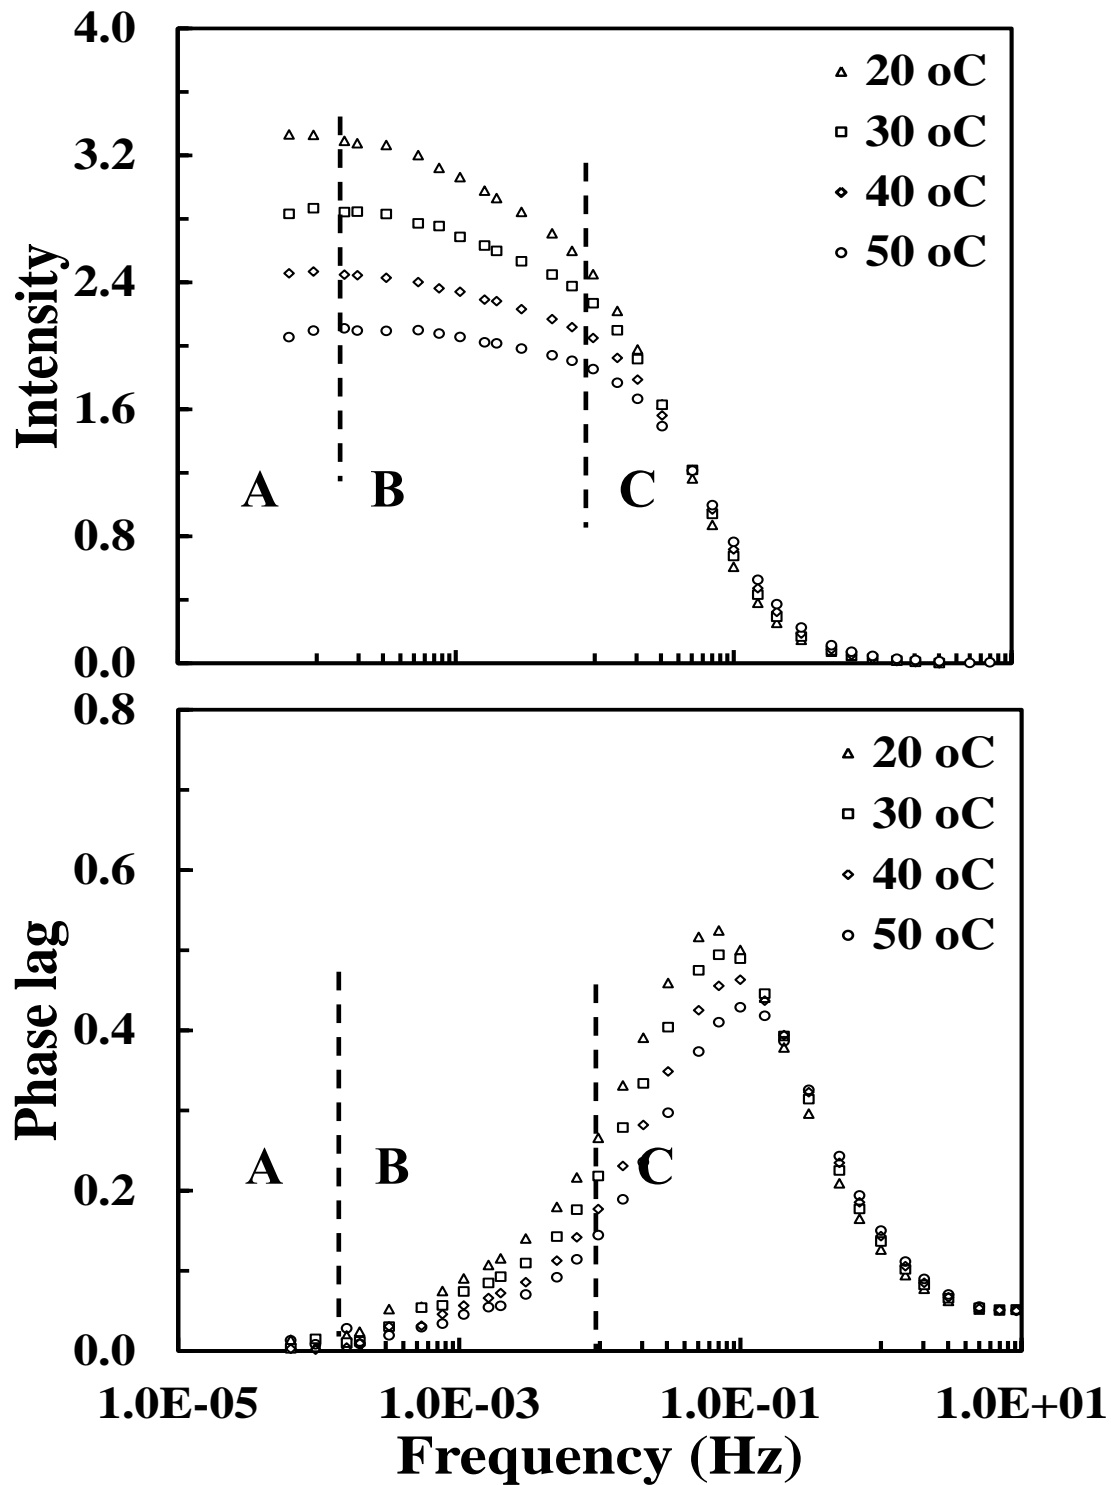 4.0
20 oC
30 oC
3.2
40 oC
50 oC
2.4
Intensity
1.6
A
B
C
0.8
0.0
0.8
20 oC
30 oC
0.6
40 oC
50 oC
Phase lag
0.4
A
B
C
0.2
0.0
1.0E-05
1.0E-03
1.0E-01
1.0E+01
Frequency (Hz)